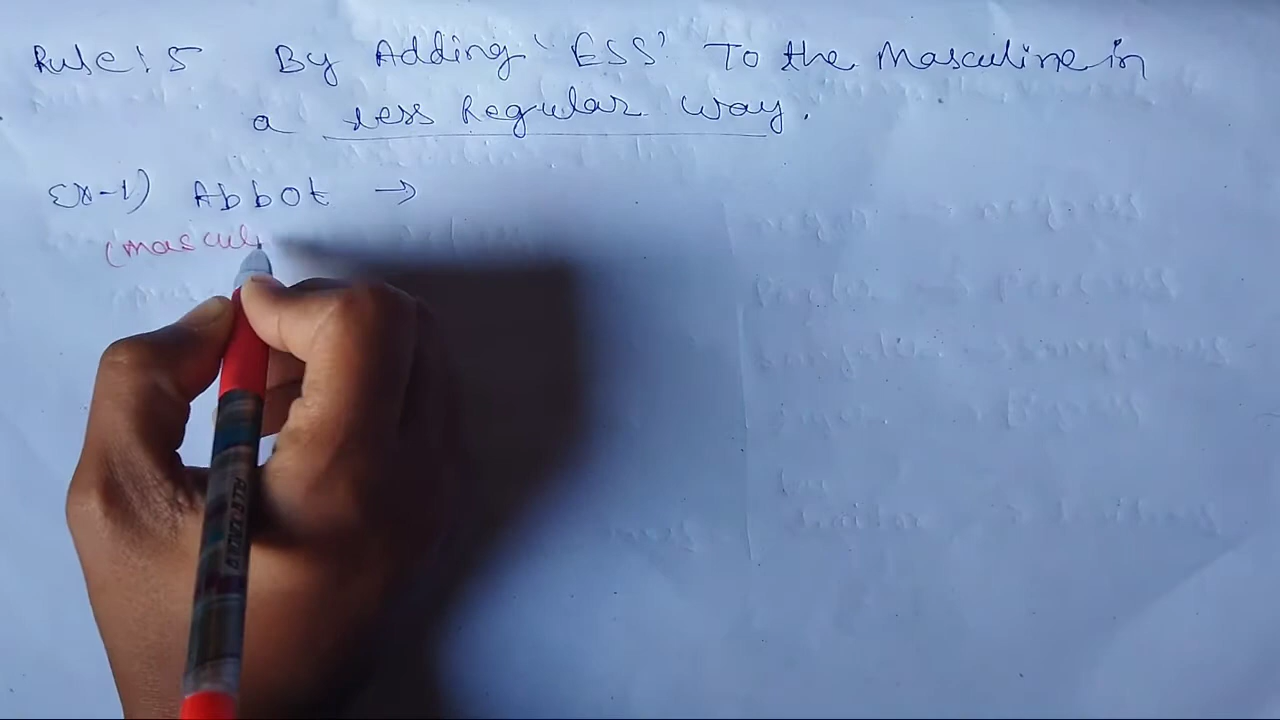 Rule: 5 By Adding 'ESS' To the Masculine in
a less Regular way.
Ex-1) Abbot →
(mascul